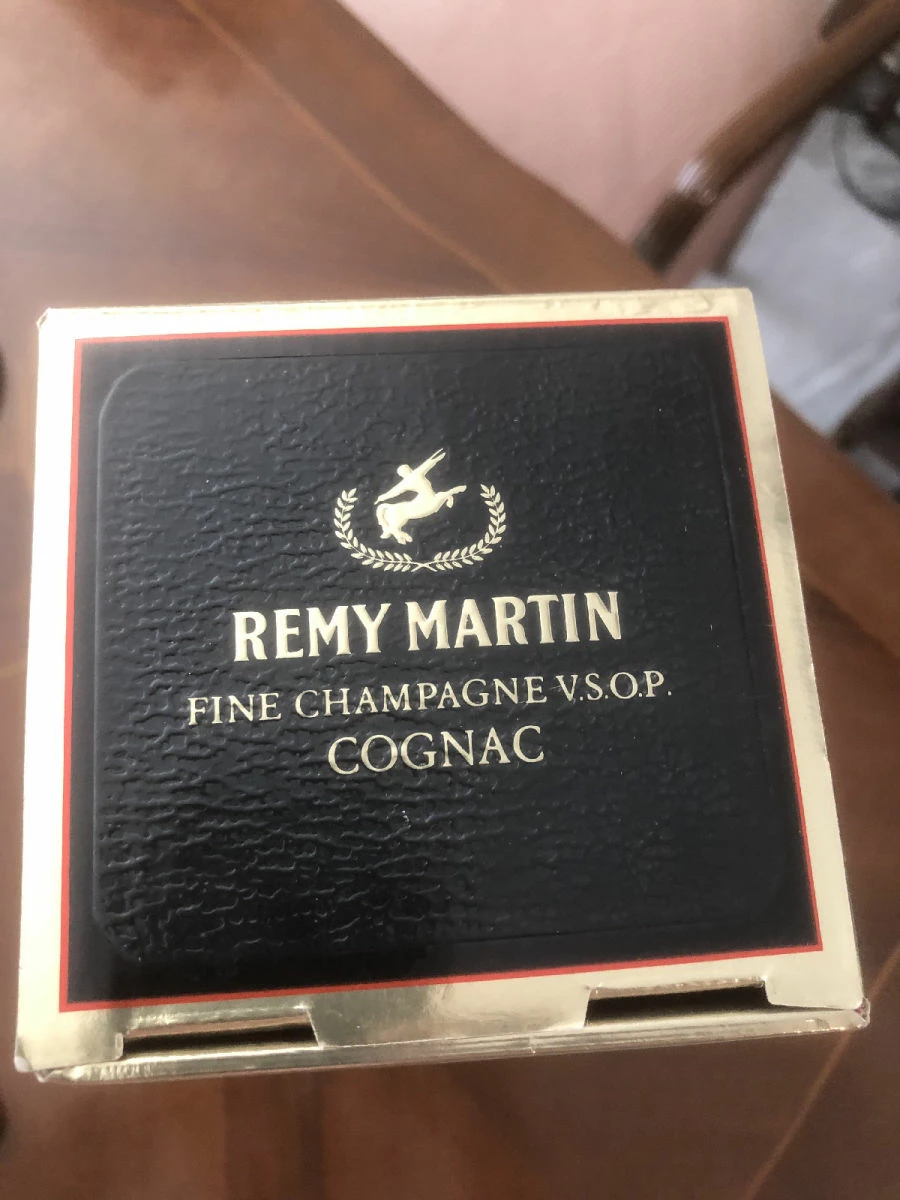 REMY MARTIN
FINE CHAMPAGNE V.S.O.P.
COGNAC